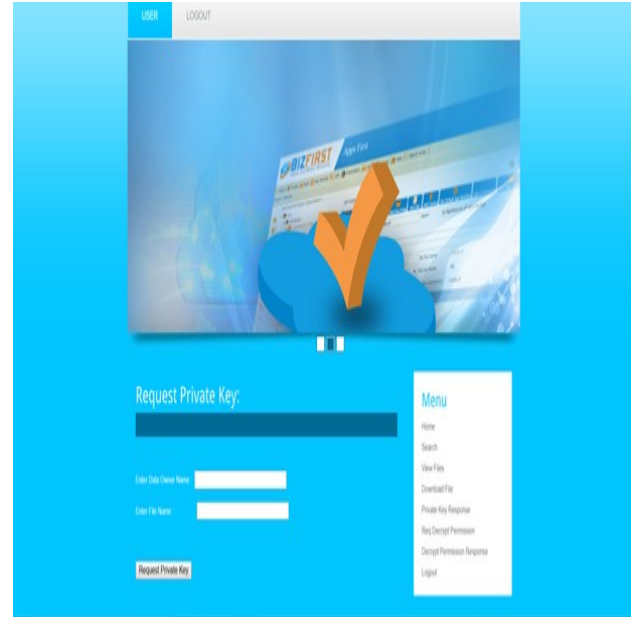 USER
LOGOUT
BIZFIRST
Apps First
Request Private Key:
Enter Data Owner Name
Enter File Name
Request Private Key
Menu
Home
Search
View Files
Download File
Private Key Response
Req Decrypt Permission
Decrypt Permission Response
Logout